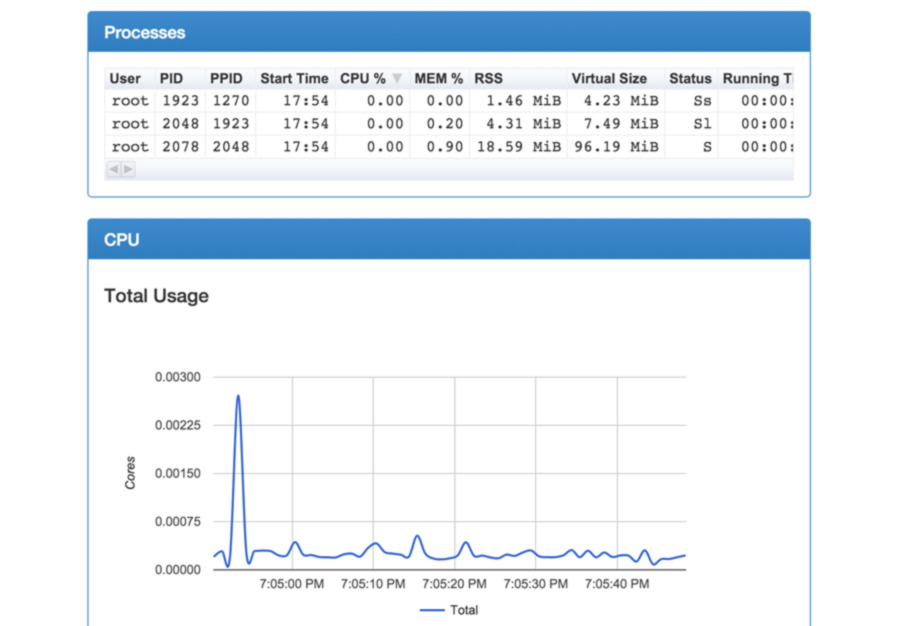 Processes
User PID PPID Start Time CPU % ▼ MEM % RSS Virtual Size Status Running T
root 1923 1270 17:54 0.00 0.00 1.46 MiB 4.23 MiB Ss 00:00:
root 2048 1923 17:54 0.00 0.20 4.31 MiB 7.49 MiB Sl 00:00:
root 2078 2048 17:54 0.00 0.90 18.59 MiB 96.19 MiB S 00:00:
CPU
Total Usage
0.00300
0.00225
0.00150
0.00075
0.00000
Cores
7:05:00 PM 7:05:10 PM 7:05:20 PM 7:05:30 PM 7:05:40 PM
Total